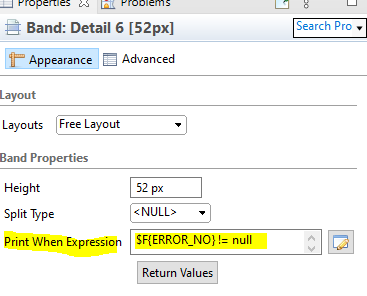 Properties Problems
Band: Detail 6 [52px]
Search Pro
Appearance Advanced
Layout
Layouts Free Layout
Band Properties
Height 52 px
Split Type <NULL>
Print When Expression $F{ERROR_NO} != null
Return Values